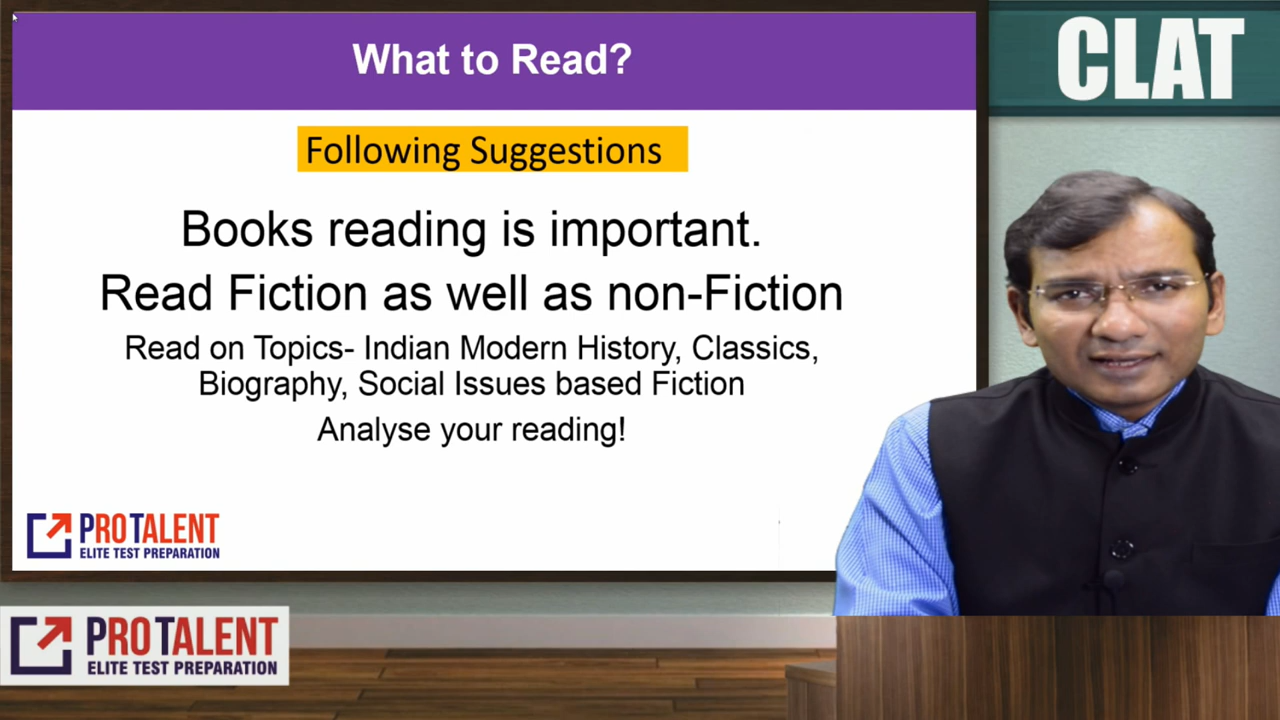 What to Read?
CLAT
Following Suggestions
Books reading is important.
Read Fiction as well as non-Fiction
Read on Topics- Indian Modern History, Classics,
Biography, Social Issues based Fiction
Analyse your reading!
PROTALENT
ELITE TEST PREPARATION
PROTALENT
ELITE TEST PREPARATION